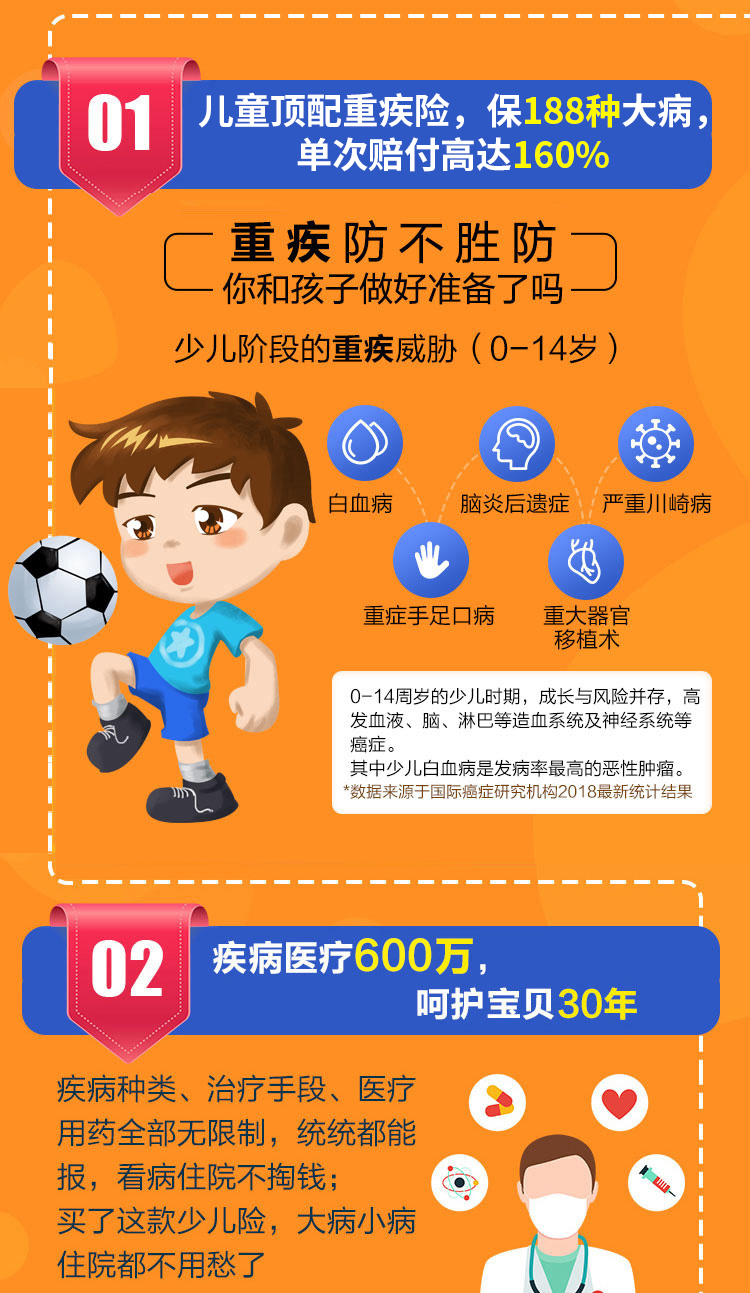 01
儿童顶配重疾险，保188种大病，
单次赔付高达160%
重疾防不胜防
你和孩子做好准备了吗
少儿阶段的重疾威胁（0-14岁）
白血病
脑炎后遗症
严重川崎病
重症手足口病
重大器官
移植术
0-14周岁的少儿时期，成长与风险并存，高
发血液、脑、淋巴等造血系统及神经系统等
癌症。
其中少儿白血病是发病率最高的恶性肿瘤。
*数据来源于国际癌症研究机构2018最新统计结果
02
疾病医疗600万，
呵护宝贝30年
疾病种类、治疗手段、医疗
用药全部无限制，统统都能
报，看病住院不掏钱；
买了这款少儿险，大病小病
住院都不用愁了